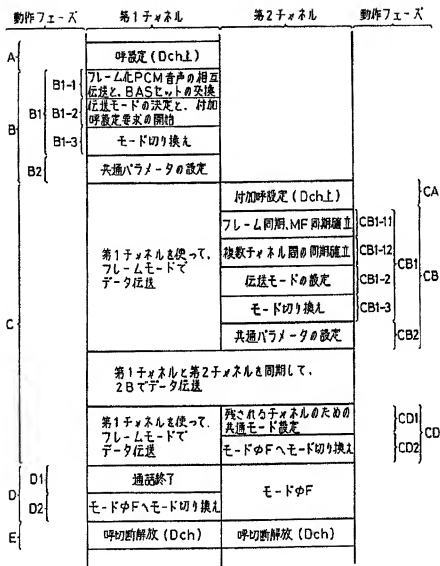 動作フェーズ 第1チャネル 第2チャネル 動作フェーズ
A 呼設定(Dch上)
B B1 B1-1 フレーム化PCM音声の相互
伝送と、BASセットの交換
B1-2 伝送モードの決定と、付加
呼設定要求の開始
B1-3 モード切り換え
B2 共通パラメータの設定
C 付加呼設定(Dch上) CA
第1チャネルを使って、
フレームモードで
データ伝送
フレーム同期、MF同期確立 CB1-11
複数チャネル間の同期確立 CB1-12
伝送モードの設定 CB1-2
モード切り換え CB1-3
CB1
CB
共通パラメータの設定 CB2
第1チャネルと第2チャネルを同期して、
2Bでデータ伝送
第1チャネルを使って、
フレームモードで
データ伝送
残されるチャネルのための
共通モード設定 CD1
モードφFへモード切り換え CD2
CD
D D1 通話終了
モードφF
D2 モードφFへモード切り換え
E 呼切断解放(Dch) 呼切断解放(Dch)